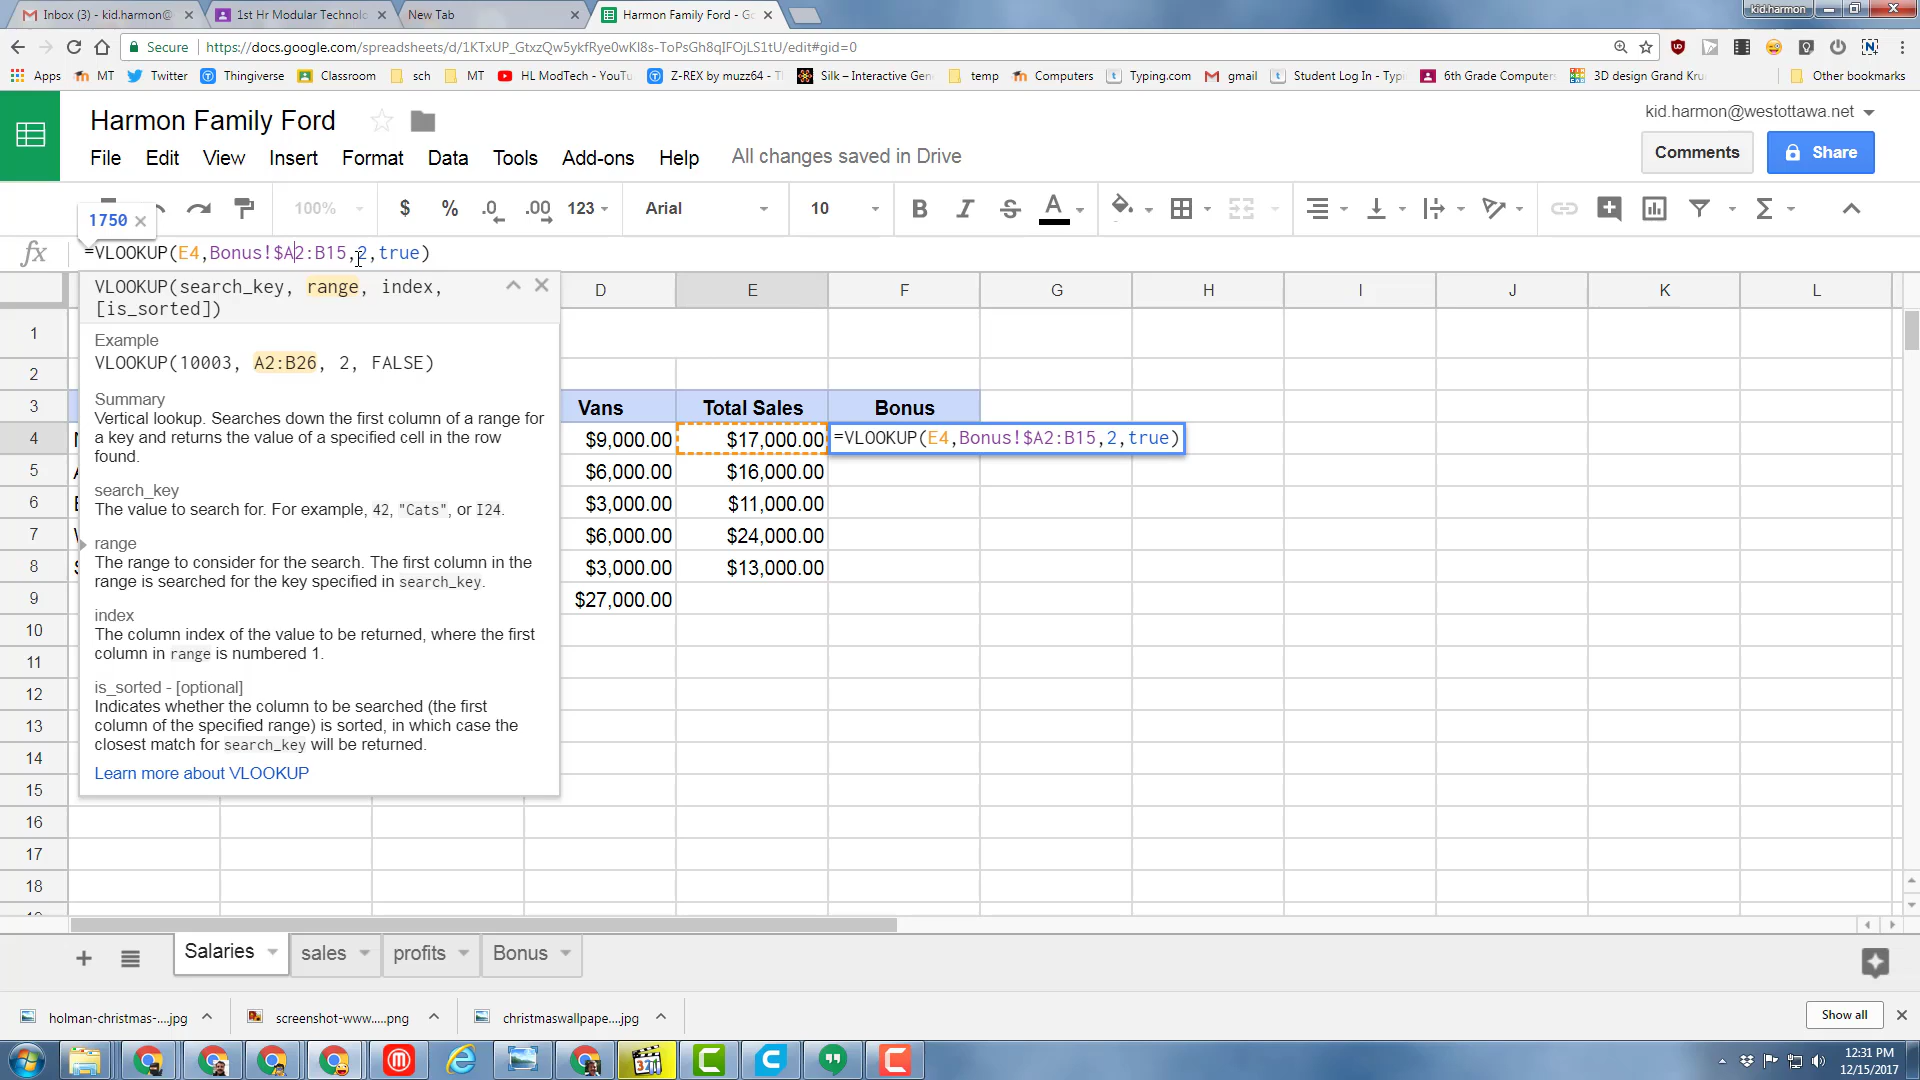 Inbox (3) - kid.harmon@
1st Hr Modular Technolo
New Tab
Harmon Family Ford - Go
kid.harmon
Secure
https://docs.google.com/spreadsheets/d/1KTxUP_GtxzQw5ykfRye0wKl8s-ToPsGh8qIFOjLS1tU/edit#gid=0
Apps MT Twitter Thingiverse Classroom sch MT HL ModTech - YouTu Z-REX by muzz64 - Silk – Interactive Gen temp Computers Typing.com gmail Student Log In - Typi 6th Grade Computer 3D design Grand Kru Other bookmarks
Harmon Family Ford
kid.harmon@westottawa.net
File Edit View Insert Format Data Tools Add-ons Help All changes saved in Drive
Comments Share
100% $ % .0 .00 123 Arial 10 B I S A Σ
1750 ×
fx =VLOOKUP(E4,Bonus!$A2:B15,2,true)
VLOOKUP(search_key, range, index,
[is_sorted])
Example
VLOOKUP(10003, A2:B26, 2, FALSE)
Summary
Vertical lookup. Searches down the first column of a range for
a key and returns the value of a specified cell in the row
found.
search_key
The value to search for. For example, 42, "Cats", or I24.
range
The range to consider for the search. The first column in the
range is searched for the key specified in search_key.
index
The column index of the value to be returned, where the first
column in range is numbered 1.
is_sorted - [optional]
Indicates whether the column to be searched (the first
column of the specified range) is sorted, in which case the
closest match for search_key will be returned.
Learn more about VLOOKUP
D E F G H I J K L
1
2
3 Vans Total Sales Bonus
4 $9,000.00 $17,000.00 =VLOOKUP(E4,Bonus!$A2:B15,2,true)
5 $6,000.00 $16,000.00
6 $3,000.00 $11,000.00
7 $6,000.00 $24,000.00
8 $3,000.00 $13,000.00
9 $27,000.00
10
11
12
13
14
15
16
17
18
Salaries sales profits Bonus
holman-christmas-....jpg
screenshot-www.....png
christmaswallpape....jpg
Show all
12:31 PM
12/15/2017